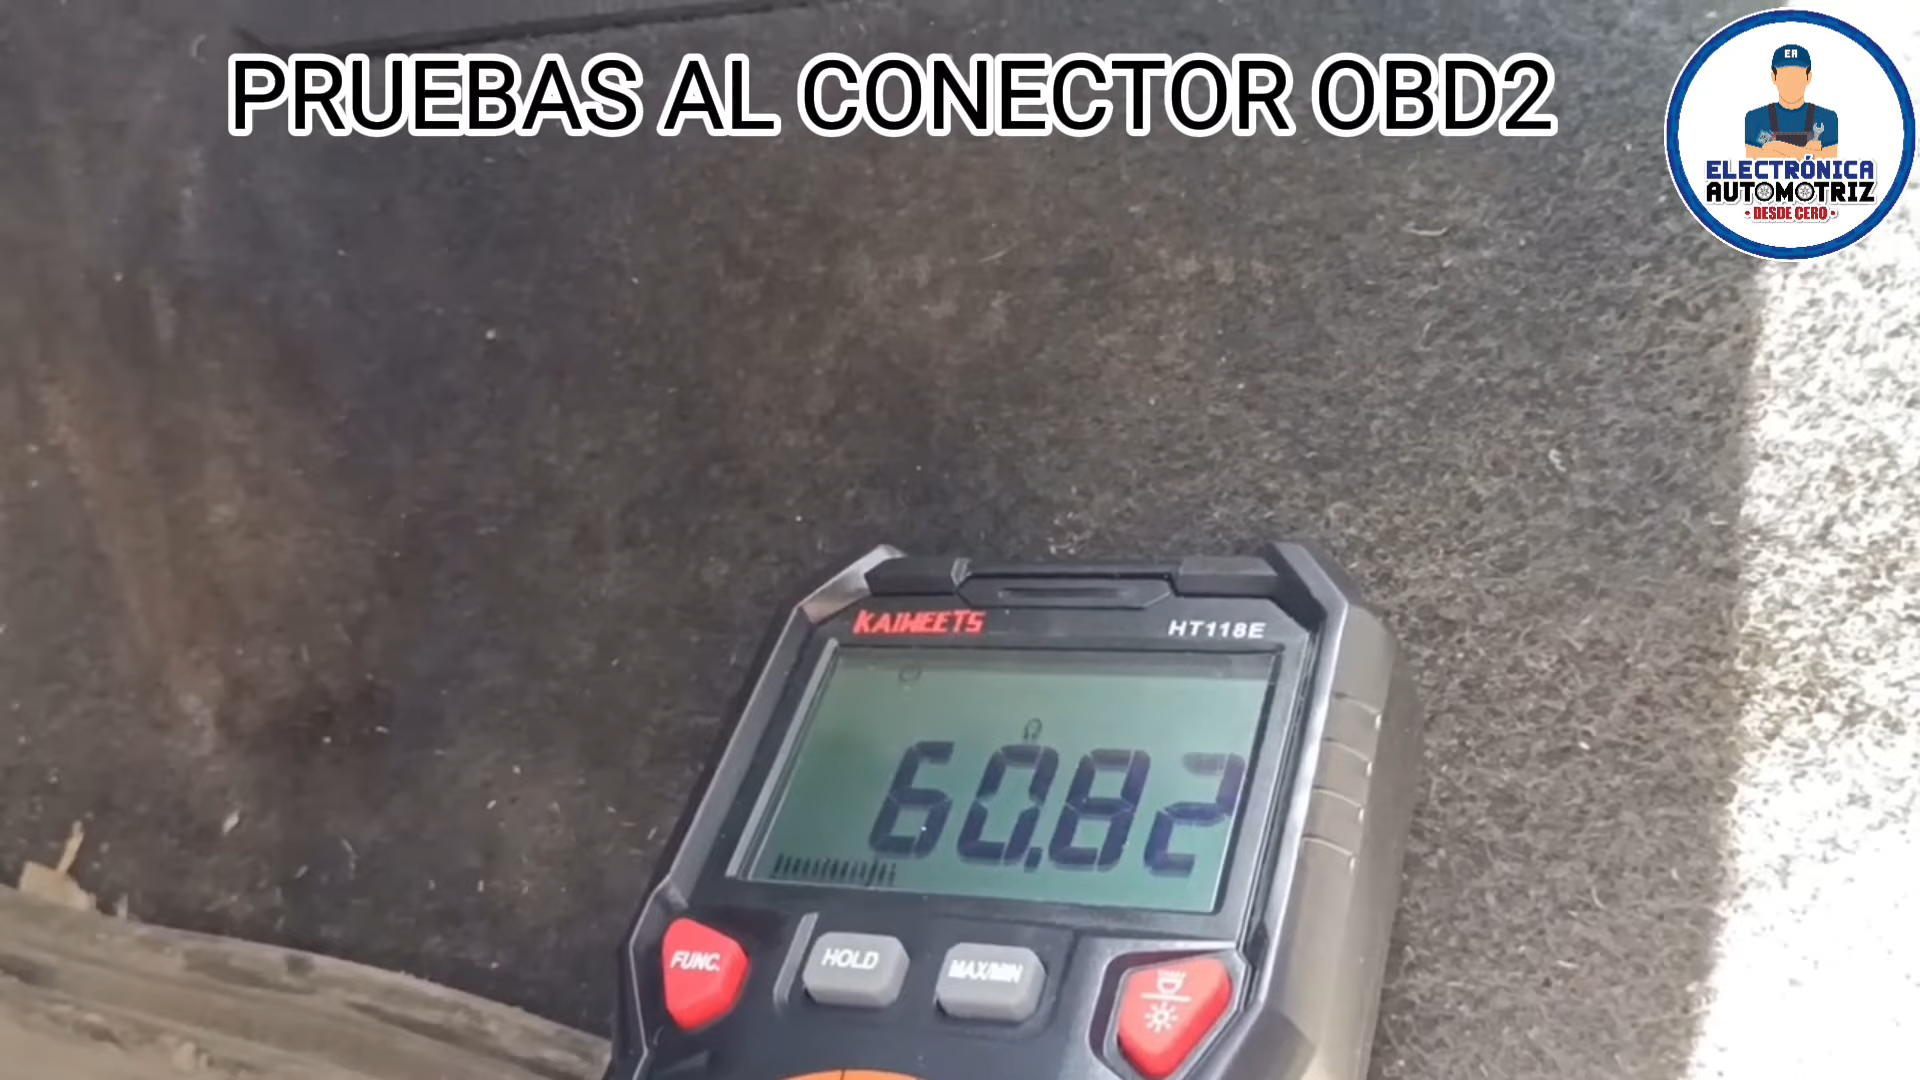 PRUEBAS AL CONECTOR OBD2
EA
ELECTRÓNICA
AUTOMOTRIZ
• DESDE CERO •
KAIWEETS
HT118E
Ω
60.82
FUNC.
HOLD
MAX/MIN